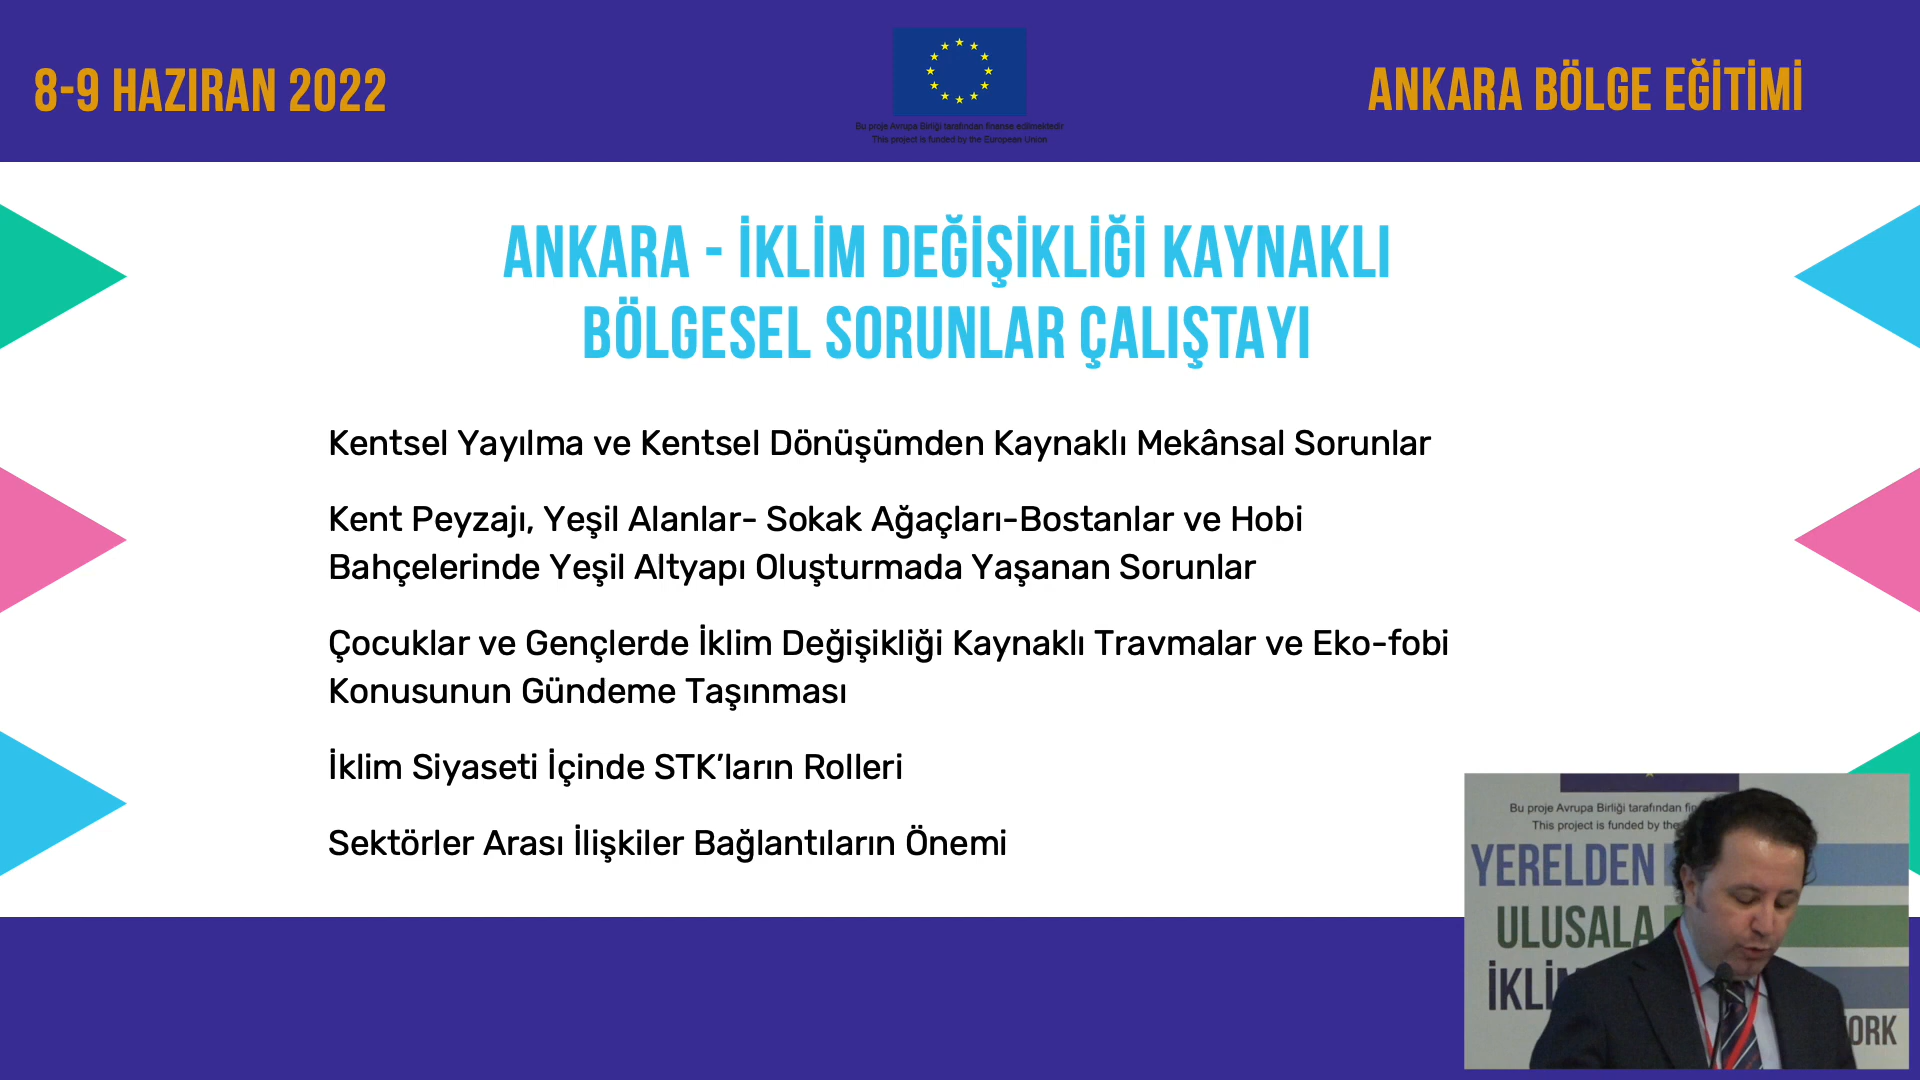 8-9 HAZIRAN 2022
Bu proje Avrupa Birliği tarafından finanse edilmektedir
This project is funded by the European Union
ANKARA BÖLGE EĞİTİMİ
ANKARA - İKLİM DEĞİŞİKLİĞİ KAYNAKLI
BÖLGESEL SORUNLAR ÇALIŞTAYI
Kentsel Yayılma ve Kentsel Dönüşümden Kaynaklı Mekânsal Sorunlar
Kent Peyzajı, Yeşil Alanlar- Sokak Ağaçları-Bostanlar ve Hobi
Bahçelerinde Yeşil Altyapı Oluşturmada Yaşanan Sorunlar
Çocuklar ve Gençlerde İklim Değişikliği Kaynaklı Travmalar ve Eko-fobi
Konusunun Gündeme Taşınması
İklim Siyaseti İçinde STK’ların Rolleri
Sektörler Arası İlişkiler Bağlantıların Önemi
Bu proje Avrupa Birliği tarafından
This project is funded by the
YERELDEN
ULUSALA